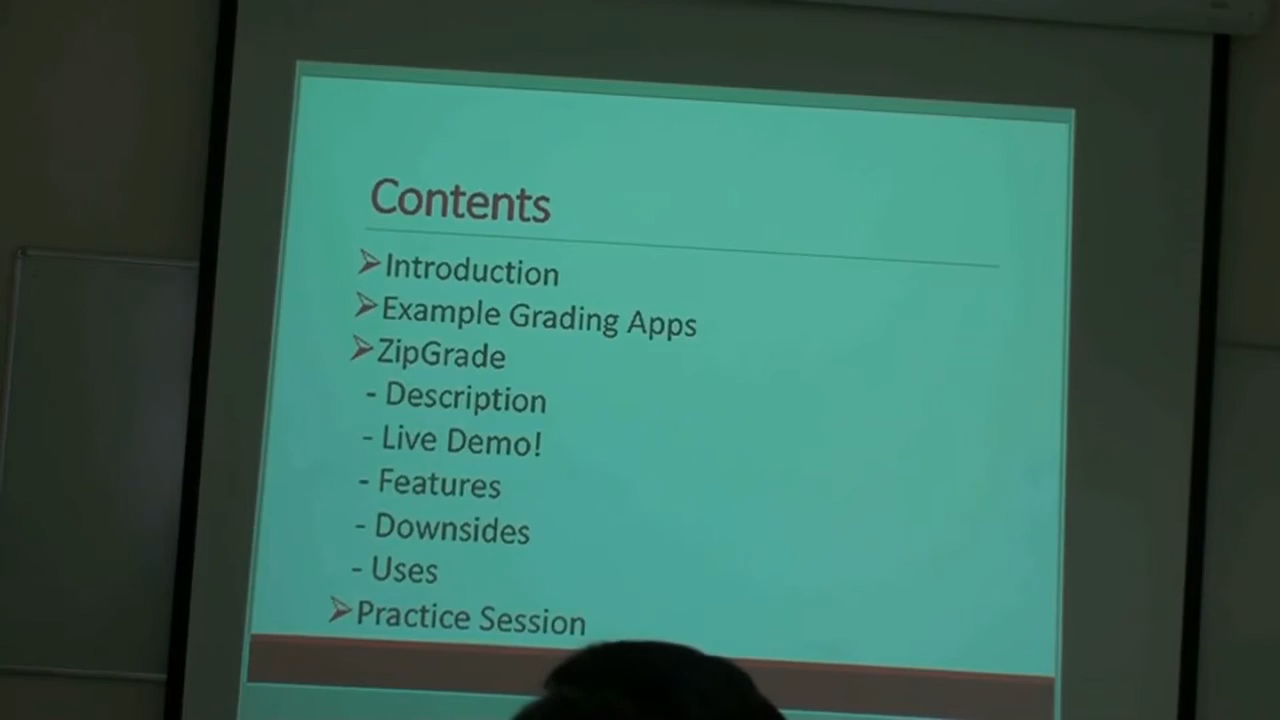 Contents
➢Introduction
➢Example Grading Apps
➢ZipGrade
- Description
- Live Demo!
- Features
- Downsides
- Uses
➢Practice Session